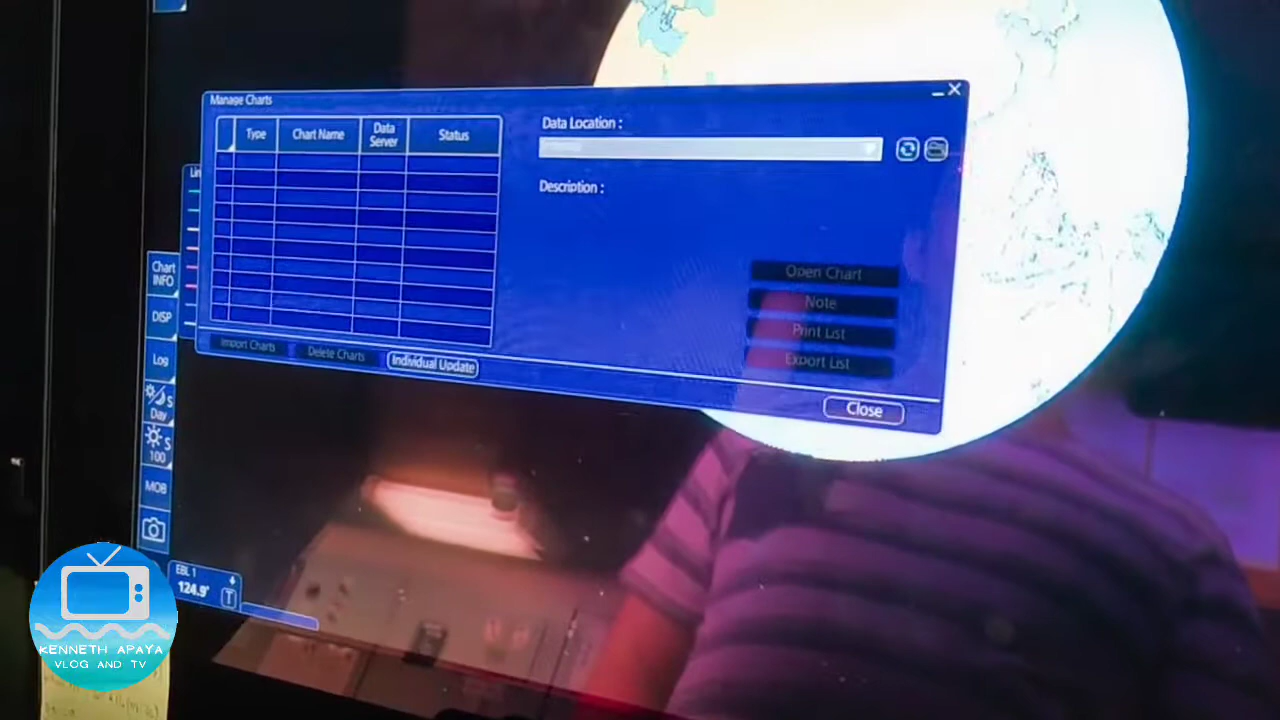 Manage Charts
Type
Chart Name
Data Server
Status
Data Location :
Description :
Open Chart
Note
Print List
Export List
Import Charts
Delete Charts
Individual Update
Close
Chart INFO
DISP
Log
S
Day
S
100
MOB
EBL 1
124.9°
T
KENNETH APAYA
VLOG AND TV